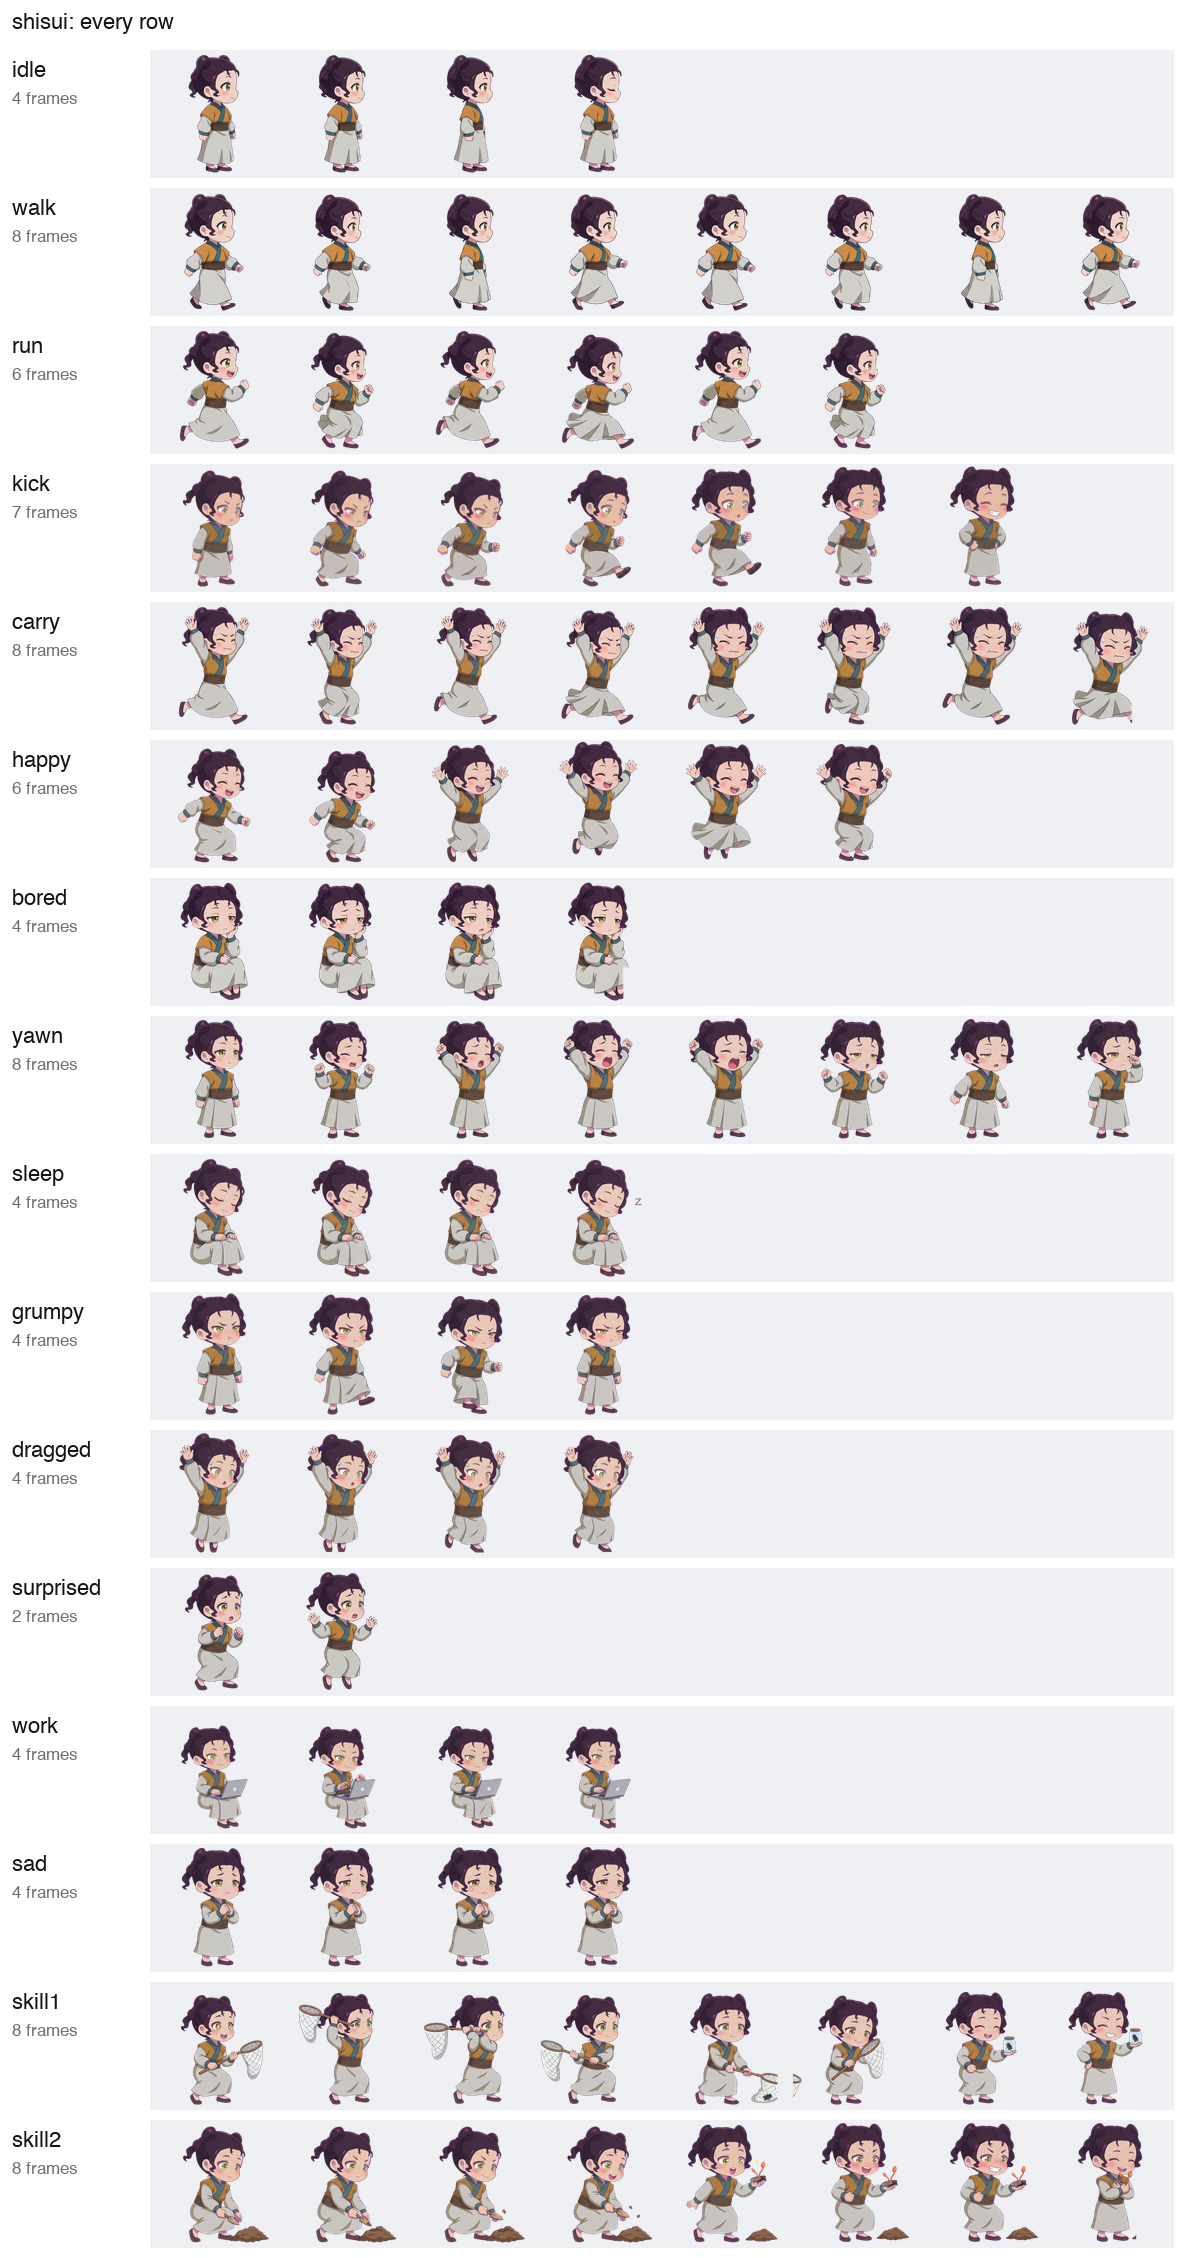 shisui: every row
idle
4 frames
walk
8 frames
run
6 frames
kick
7 frames
carry
8 frames
happy
6 frames
bored
4 frames
yawn
8 frames
sleep
4 frames
z
grumpy
4 frames
dragged
4 frames
surprised
2 frames
work
4 frames
sad
4 frames
skill1
8 frames
skill2
8 frames